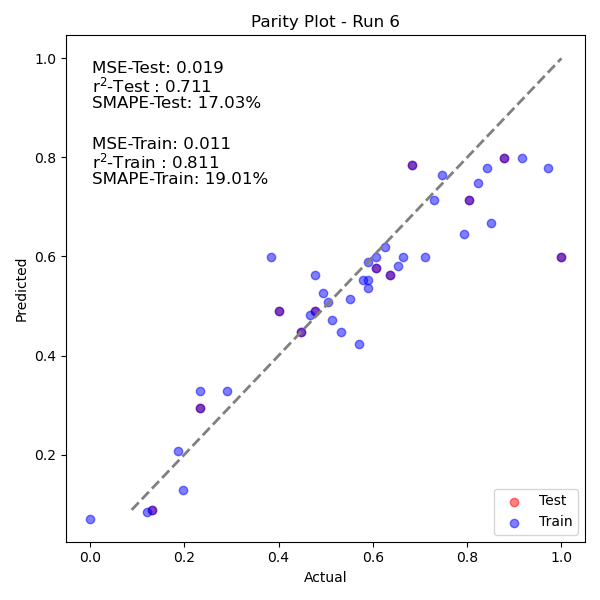 Parity Plot - Run 6
MSE-Test: 0.019
r²-Test : 0.711
SMAPE-Test: 17.03%
MSE-Train: 0.011
r²-Train : 0.811
SMAPE-Train: 19.01%
1.0
0.8
0.6
0.4
0.2
Predicted
Test
Train
0.0 0.2 0.4 0.6 0.8 1.0
Actual